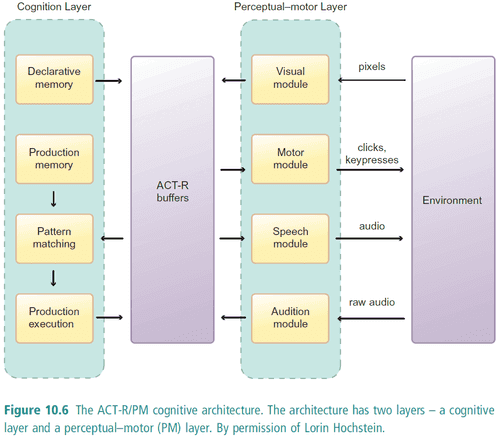 Cognition Layer
Perceptual–motor Layer
Declarative
memory
Production
memory
Pattern
matching
Production
execution
ACT-R
buffers
Visual
module
Motor
module
Speech
module
Audition
module
pixels
clicks,
keypresses
audio
raw audio
Environment
Figure 10.6 The ACT-R/PM cognitive architecture. The architecture has two layers – a cognitive
layer and a perceptual–motor (PM) layer. By permission of Lorin Hochstein.